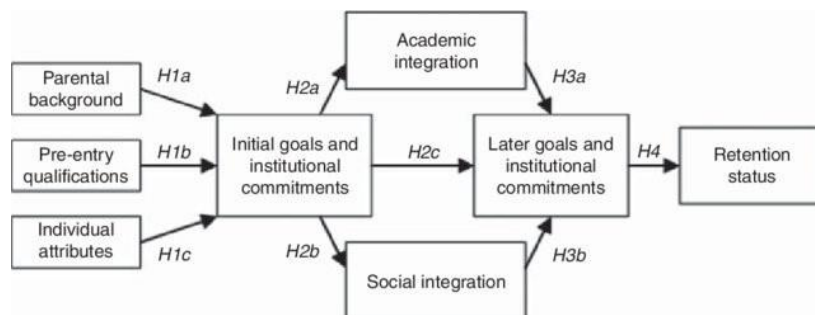 Parental
background
H1a
Pre-entry
qualifications
H1b
Individual
attributes
H1c
Initial goals and
institutional
commitments
H2a
Academic
integration
H2c
H2b
Social integration
H3a
Later goals and
institutional
commitments
H3b
H4
Retention
status